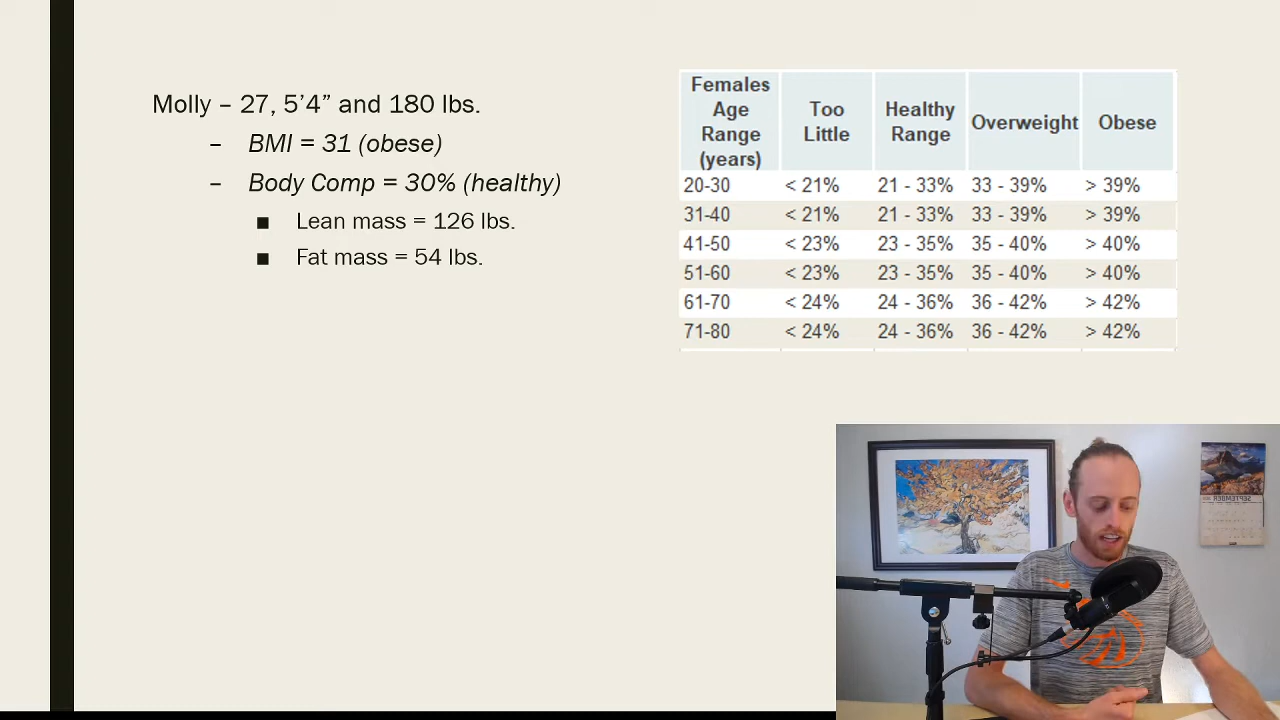 Molly – 27, 5’4” and 180 lbs.
– BMI = 31 (obese)
– Body Comp = 30% (healthy)
■ Lean mass = 126 lbs.
■ Fat mass = 54 lbs.
Females Age Range (years) Too Little Healthy Range Overweight Obese
20-30 < 21% 21 - 33% 33 - 39% > 39%
31-40 < 21% 21 - 33% 33 - 39% > 39%
41-50 < 23% 23 - 35% 35 - 40% > 40%
51-60 < 23% 23 - 35% 35 - 40% > 40%
61-70 < 24% 24 - 36% 36 - 42% > 42%
71-80 < 24% 24 - 36% 36 - 42% > 42%
SEPTEMBER